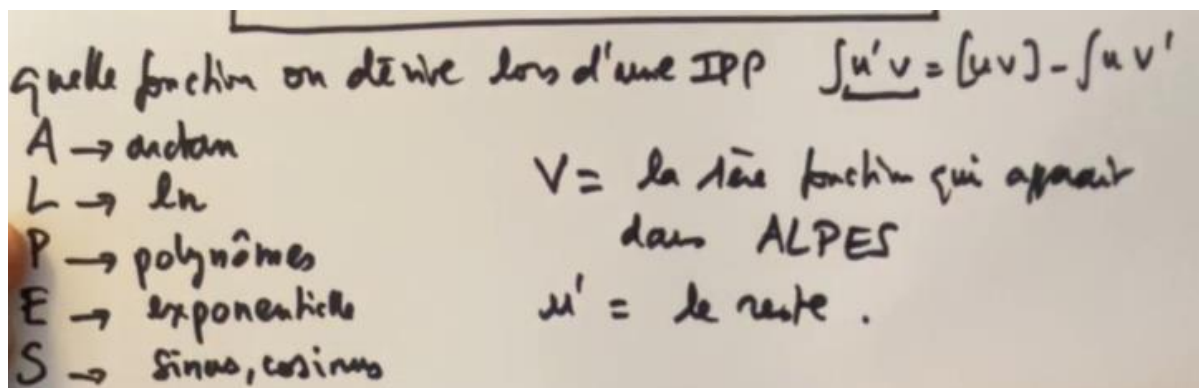 quelle fonction on dérive lors d'une IPP ∫u'v = [uv] - ∫uv'
A → arctan
L → ln
P → polynômes
E → exponentielle
S → sinus, cosinus
V = la 1ère fonction qui apparait
dans ALPES
u' = le reste.